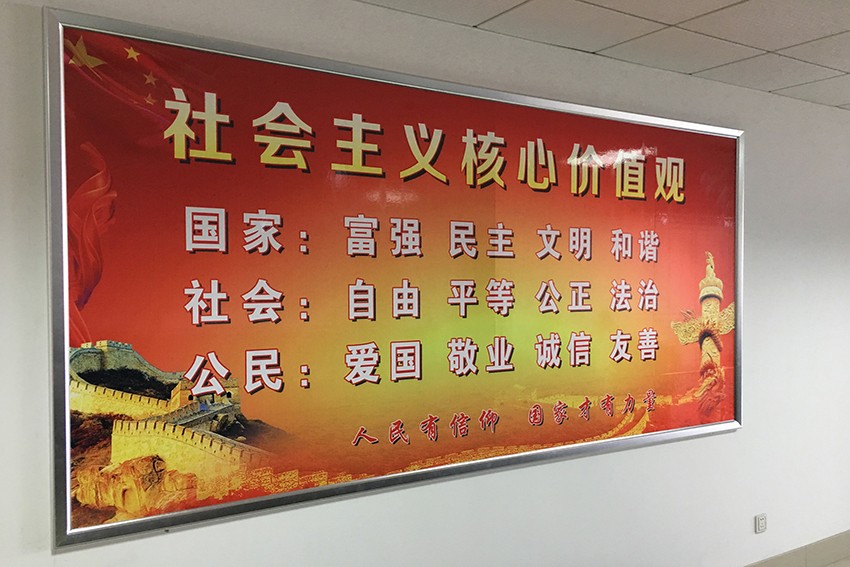 社会主义核心价值观
国家：富强 民主 文明 和谐
社会：自由 平等 公正 法治
公民：爱国 敬业 诚信 友善
人民有信仰 国家才有力量